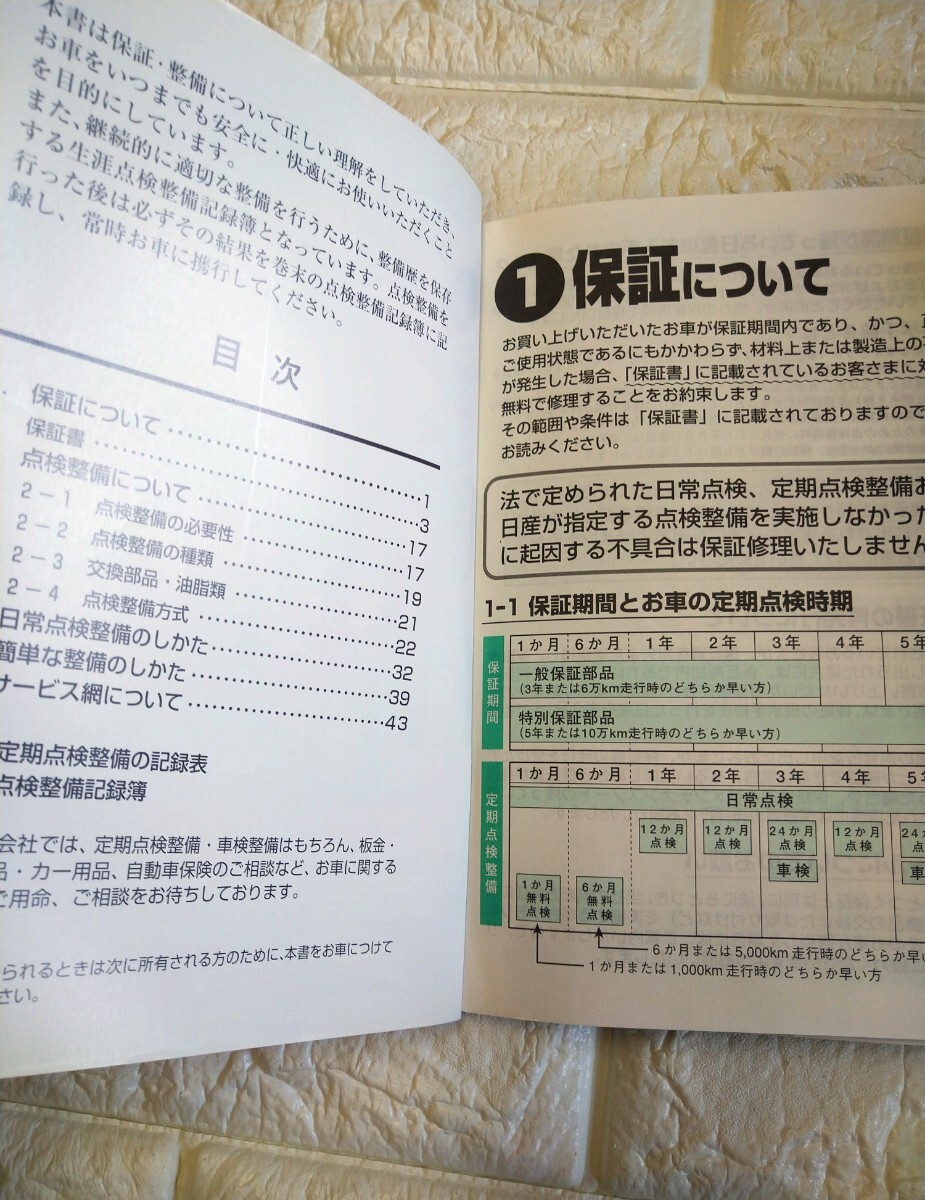 本書は保証・整備について正しい理解をしていただき、
お車をいつまでも安全に・快適にお使いいただくこと
を目的にしています。
また、継続的に適切な整備を行うために、整備歴を保存
する生涯点検整備記録簿となっています。点検整備を
行った後は必ずその結果を巻末の点検整備記録簿に記
録し、常時お車に携行してください。
目 次
保証について……………………1
保証書……………………3
点検整備について……………………17
2－1 点検整備の必要性……………………17
2－2 点検整備の種類……………………19
2－3 交換部品・油脂類……………………21
2－4 点検整備方式……………………22
日常点検整備のしかた……………………32
簡単な整備のしかた……………………39
サービス網について……………………43
定期点検整備の記録表
点検整備記録簿
会社では、定期点検整備・車検整備はもちろん、板金・
品・カー用品、自動車保険のご相談など、お車に関する
ご用命、ご相談をお待ちしております。
られるときは次に所有される方のために、本書をお車につけて
さい。
1 保証について
お買い上げいただいたお車が保証期間内であり、かつ、
ご使用状態であるにもかかわらず、材料上または製造上の
が発生した場合、「保証書」に記載されているお客さまに
無料で修理することをお約束します。
その範囲や条件は「保証書」に記載されておりますので
お読みください。
法で定められた日常点検、定期点検整備
日産が指定する点検整備を実施しなかった
に起因する不具合は保証修理いたしません
1-1 保証期間とお車の定期点検時期
保証期間
1か月 6か月 1年 2年 3年 4年 5年
一般保証部品
(3年または6万km走行時のどちらか早い方)
特別保証部品
(5年または10万km走行時のどちらか早い方)
定期点検整備
1か月 6か月 1年 2年 3年 4年 5年
日常点検
12か月点検 12か月点検 24か月点検 12か月点検 24か
車検 車
1か月無料点検 6か月無料点検
6か月または5,000km走行時のどちらか早い
1か月または1,000km走行時のどちらか早い方